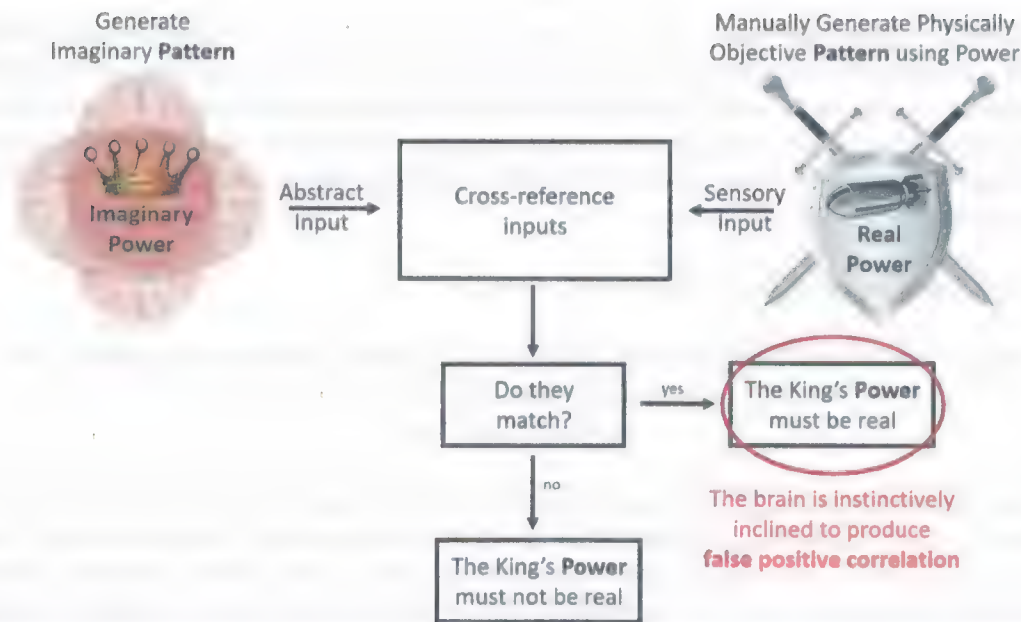 Generate
Imaginary Pattern
Manually Generate Physically
Objective Pattern using Power
Imaginary
Power
Abstract
Input
Cross-reference
inputs
Sensory
Input
Real
Power
Do they
match?
yes
The King's Power
must be real
no
The brain is instinctively
inclined to produce
false positive correlation
The King's Power
must not be real